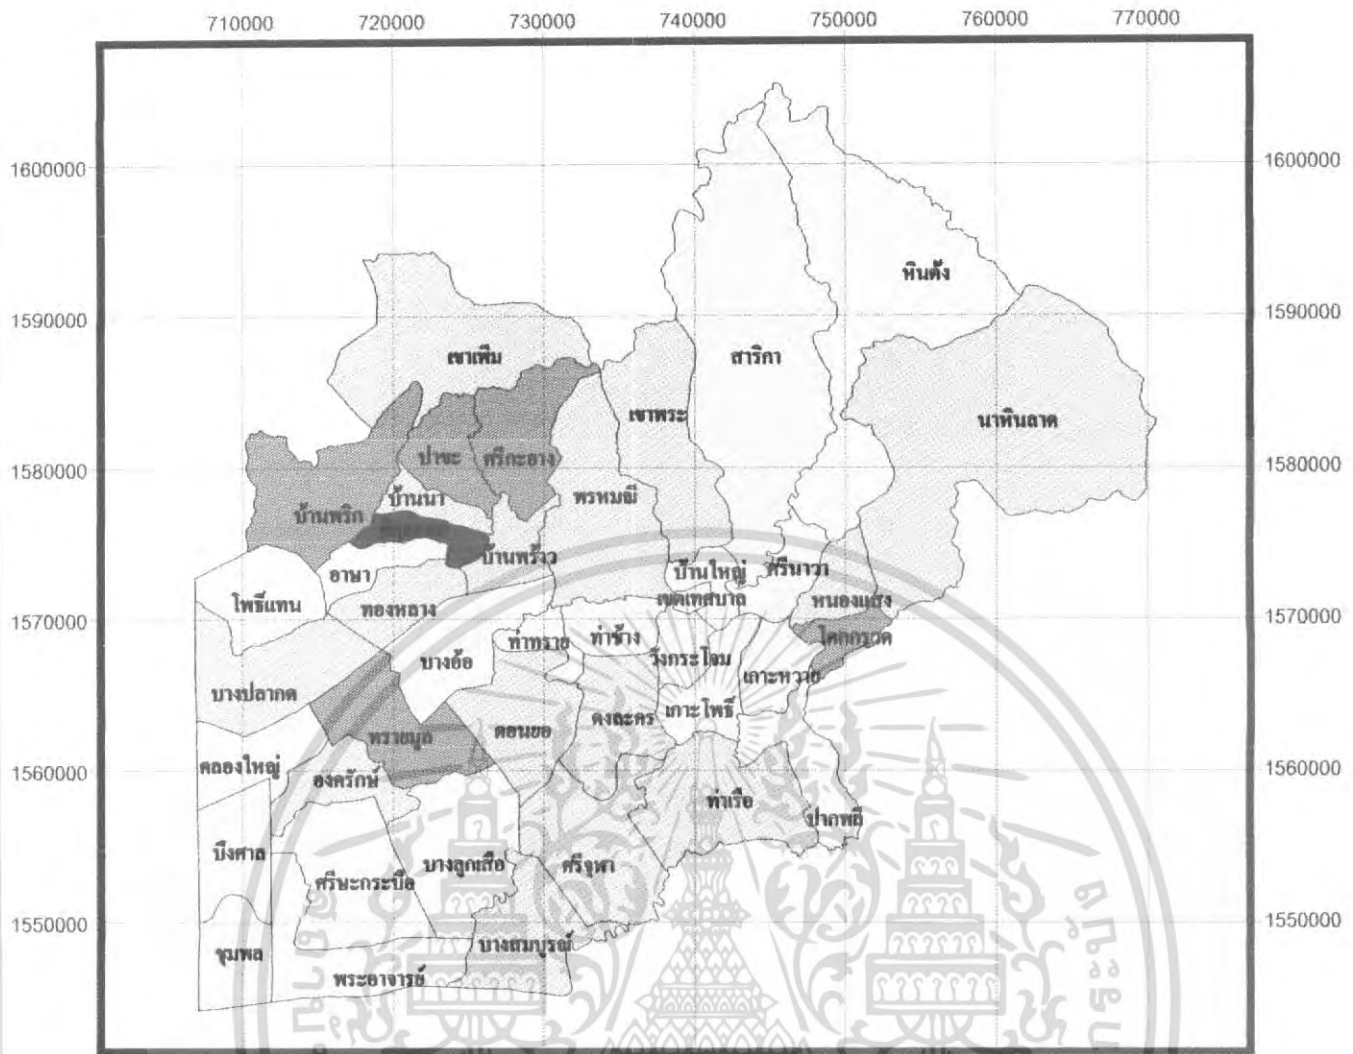 710000 720000 730000 740000 750000 760000 770000
1600000 1600000
หินตั้ง
1590000 1590000
เขาเพิ่ม สาริกา
เขาพระ นาหินลาด
1580000 ป่าขะ ศรีกะอาง 1580000
บ้านนา พรหมณี
บ้านพริก
บ้านพร้าว
อาษา บ้านใหญ่ ศรีนาวา
โพธิ์แทน ทองหลาง เขตเทศบาล หนองแสง
1570000 1570000
ท่าทราย ท่าช้าง โคกกรวด
บางอ้อ วังกระโจม
บางปลากด เกาะหวาย
ทรายมูล ดอนยอ ดงละคร เกาะโพธิ์
คลองใหญ่ องครักษ์
1560000 1560000
ท่าเรือ
ปากพลี
บึงศาล บางลูกเสือ ศรีจุฬา
ศรีษะกระบือ
1550000 1550000
ชุมพล บางสมบูรณ์
พระอาจารย์